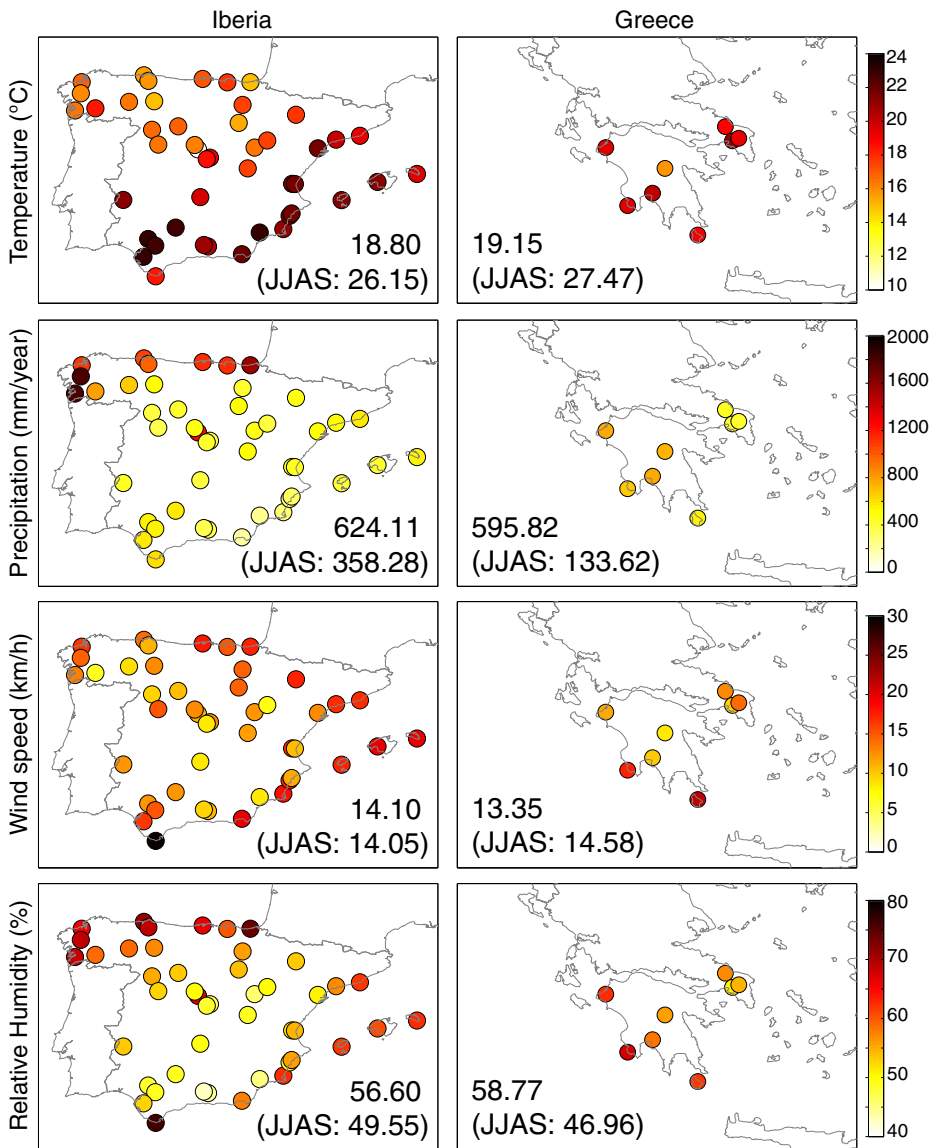 Iberia
Greece
Temperature (°C)
18.80
(JJAS: 26.15)
19.15
(JJAS: 27.47)
24
22
20
18
16
14
12
10
Precipitation (mm/year)
624.11
(JJAS: 358.28)
595.82
(JJAS: 133.62)
2000
1600
1200
800
400
0
Wind speed (km/h)
14.10
(JJAS: 14.05)
13.35
(JJAS: 14.58)
30
25
20
15
10
5
0
Relative Humidity (%)
56.60
(JJAS: 49.55)
58.77
(JJAS: 46.96)
80
70
60
50
40